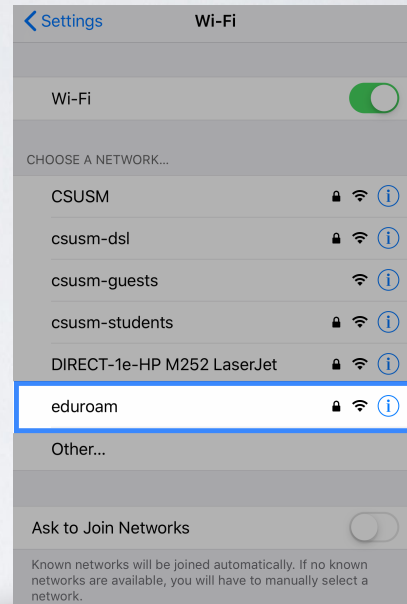 Settings Wi-Fi
Wi-Fi
CHOOSE A NETWORK...
CSUSM
csusm-dsl
csusm-guests
csusm-students
DIRECT-1e-HP M252 LaserJet
eduroam
Other...
Ask to Join Networks
Known networks will be joined automatically. If no known
networks are available, you will have to manually select a
network.